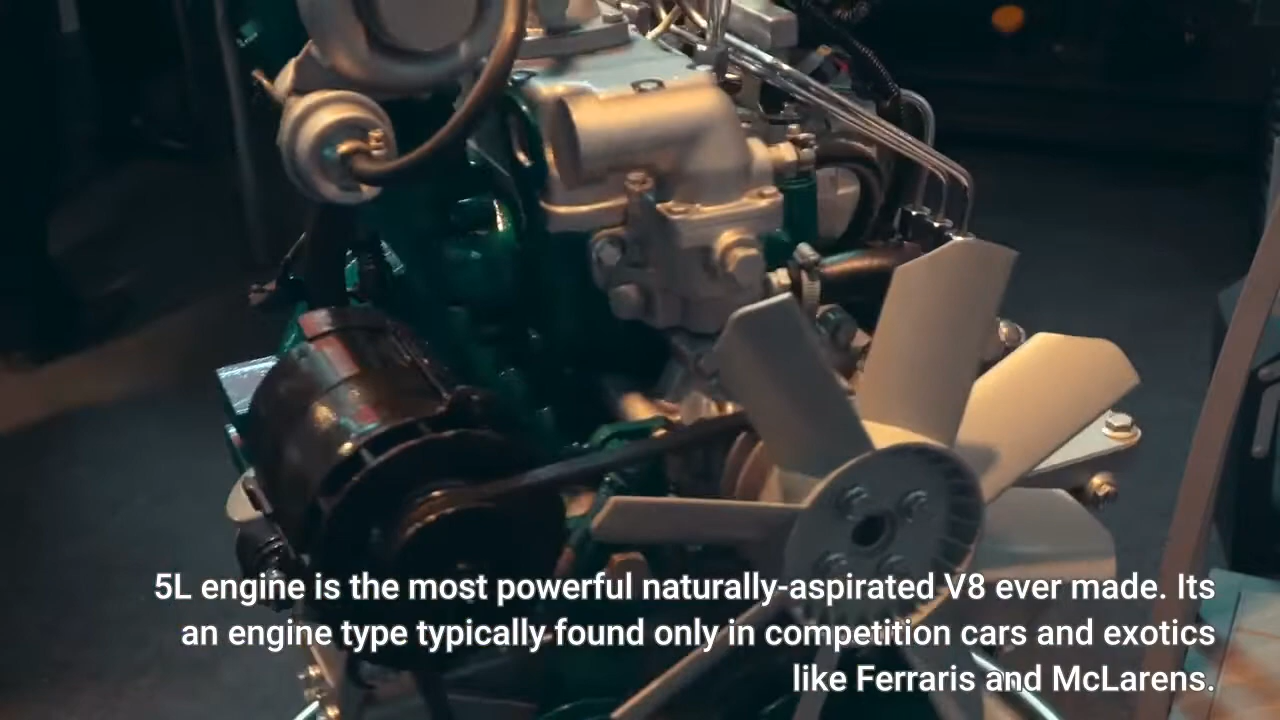 5L engine is the most powerful naturally-aspirated V8 ever made. Its
an engine type typically found only in competition cars and exotics
like Ferraris and McLarens.